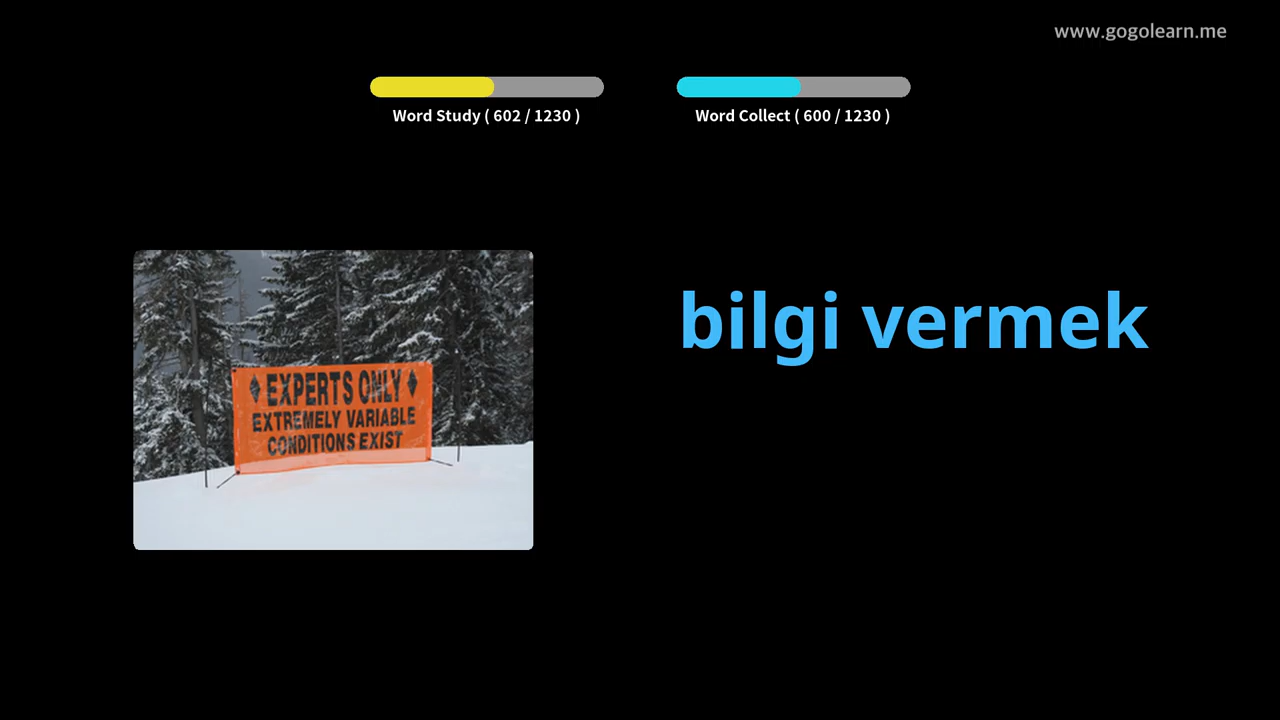 www.gogolearn.me
Word Study ( 602 / 1230 )
Word Collect ( 600 / 1230 )
EXPERTS ONLY
EXTREMELY VARIABLE
CONDITIONS EXIST
bilgi vermek